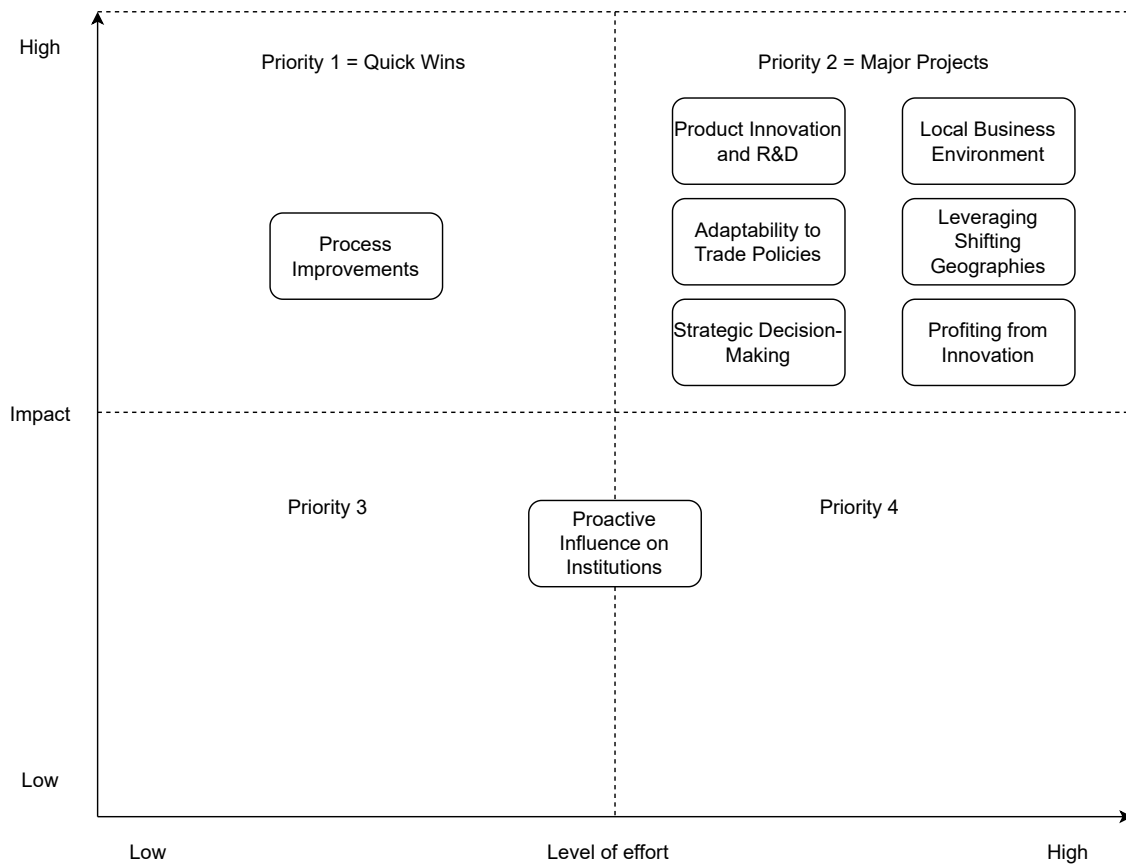 High
Priority 1 = Quick Wins
Priority 2 = Major Projects
Product Innovation
and R&D
Local Business
Environment
Process
Improvements
Adaptability to
Trade Policies
Leveraging
Shifting
Geographies
Strategic Decision-
Making
Profiting from
Innovation
Impact
Priority 3
Proactive
Influence on
Institutions
Priority 4
Low
Low
Level of effort
High